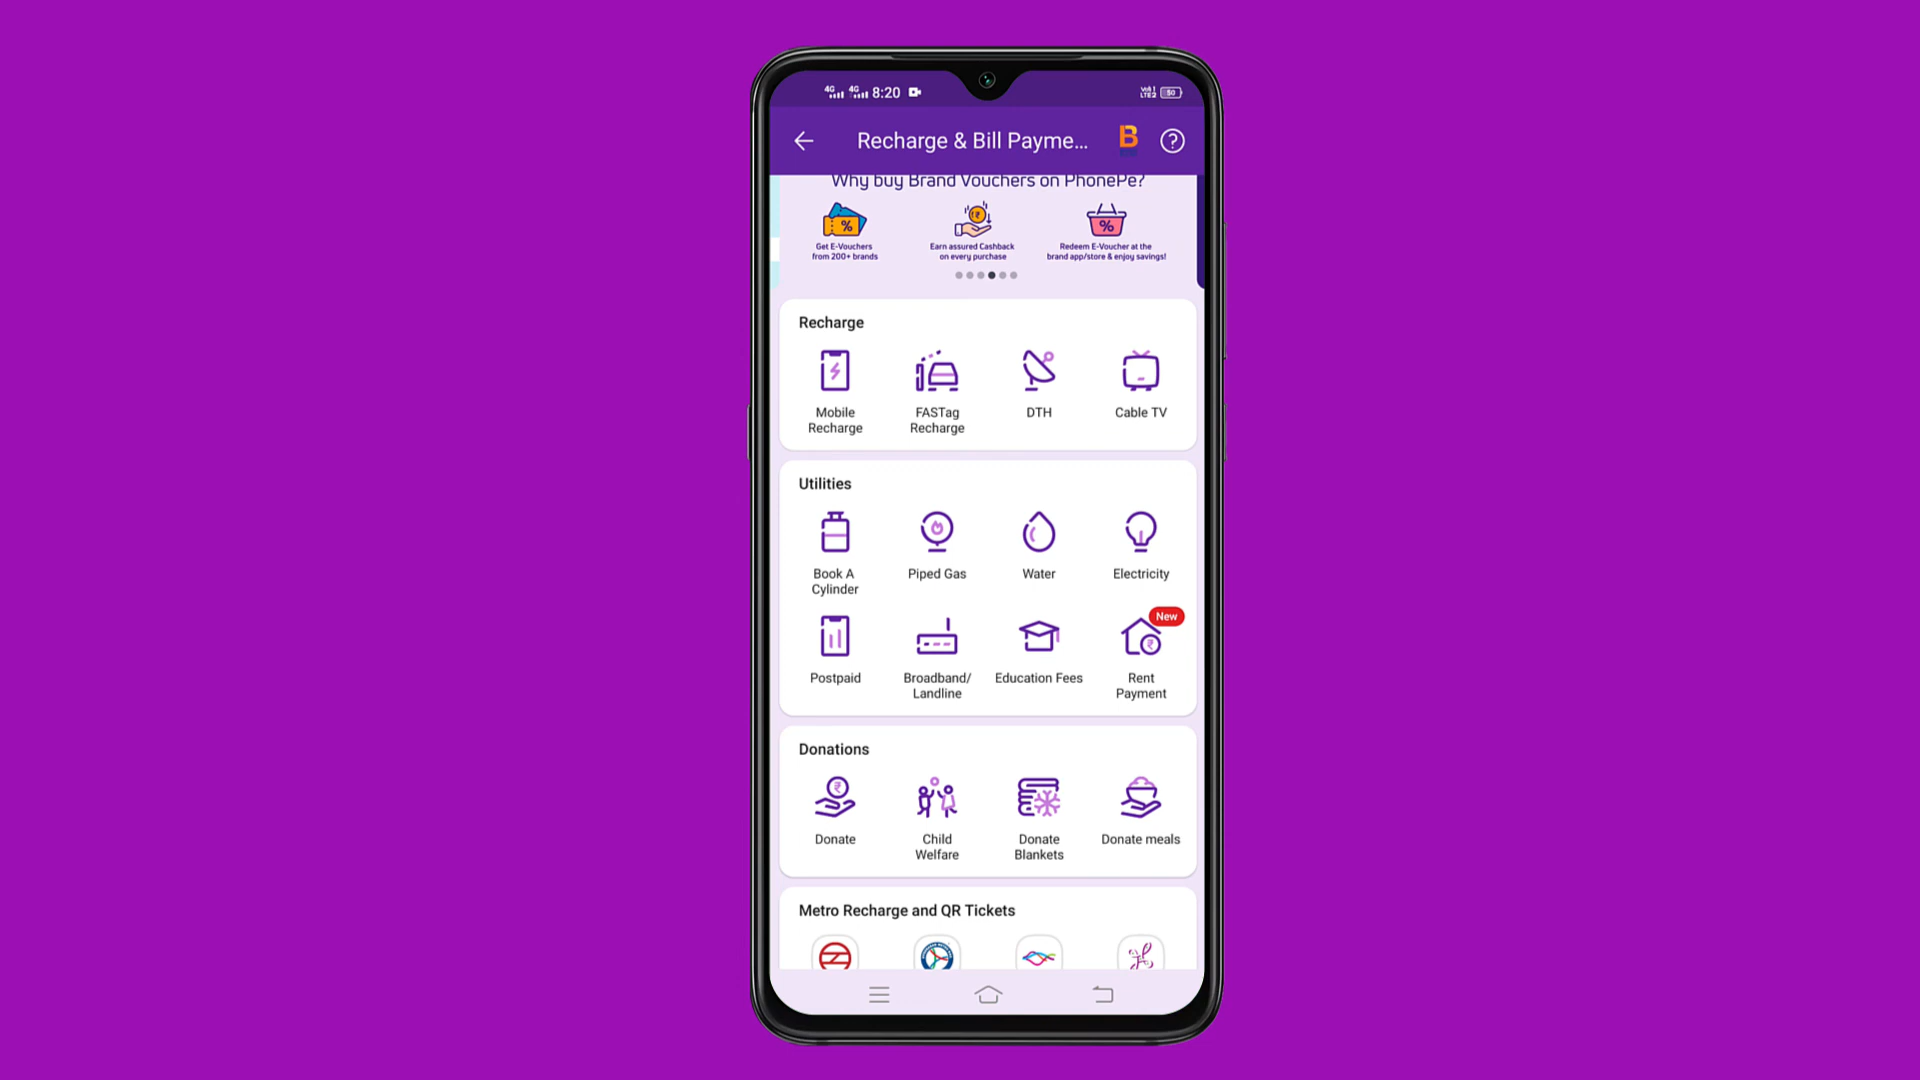 4G 4G 8:20
50
Recharge & Bill Payme... B ?
Why buy Brand Vouchers on PhonePe?
Get E-Vouchers
from 200+ brands
Earn assured Cashback
on every purchase
Redeem E-Voucher at the
brand app/store & enjoy savings!
Recharge
Mobile
Recharge
FASTag
Recharge
DTH
Cable TV
Utilities
Book A
Cylinder
Piped Gas
Water
Electricity
New
Postpaid
Broadband/
Landline
Education Fees
Rent
Payment
Donations
Donate
Child
Welfare
Donate
Blankets
Donate meals
Metro Recharge and QR Tickets